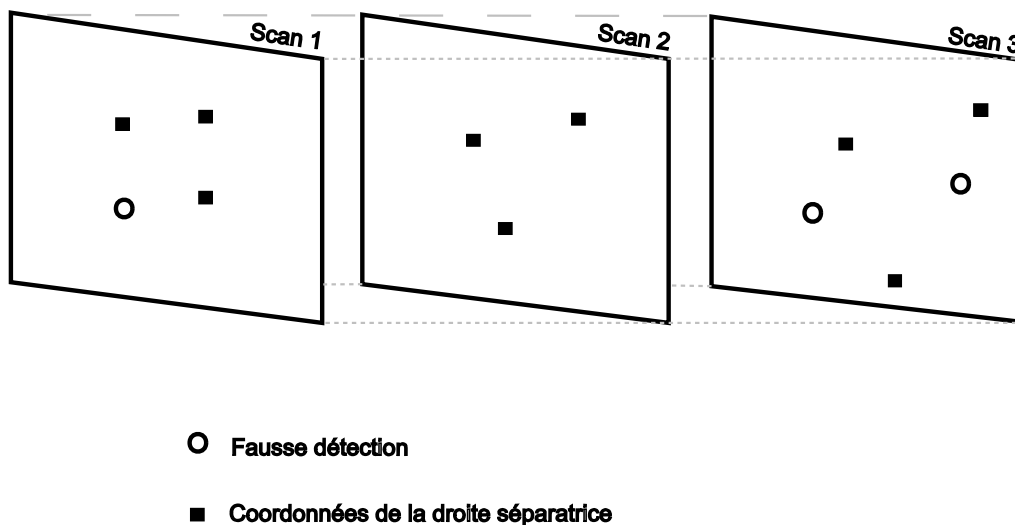 Scan 1
Scan 2
Scan 3
Fausse détection
Coordonnées de la droite séparatrice